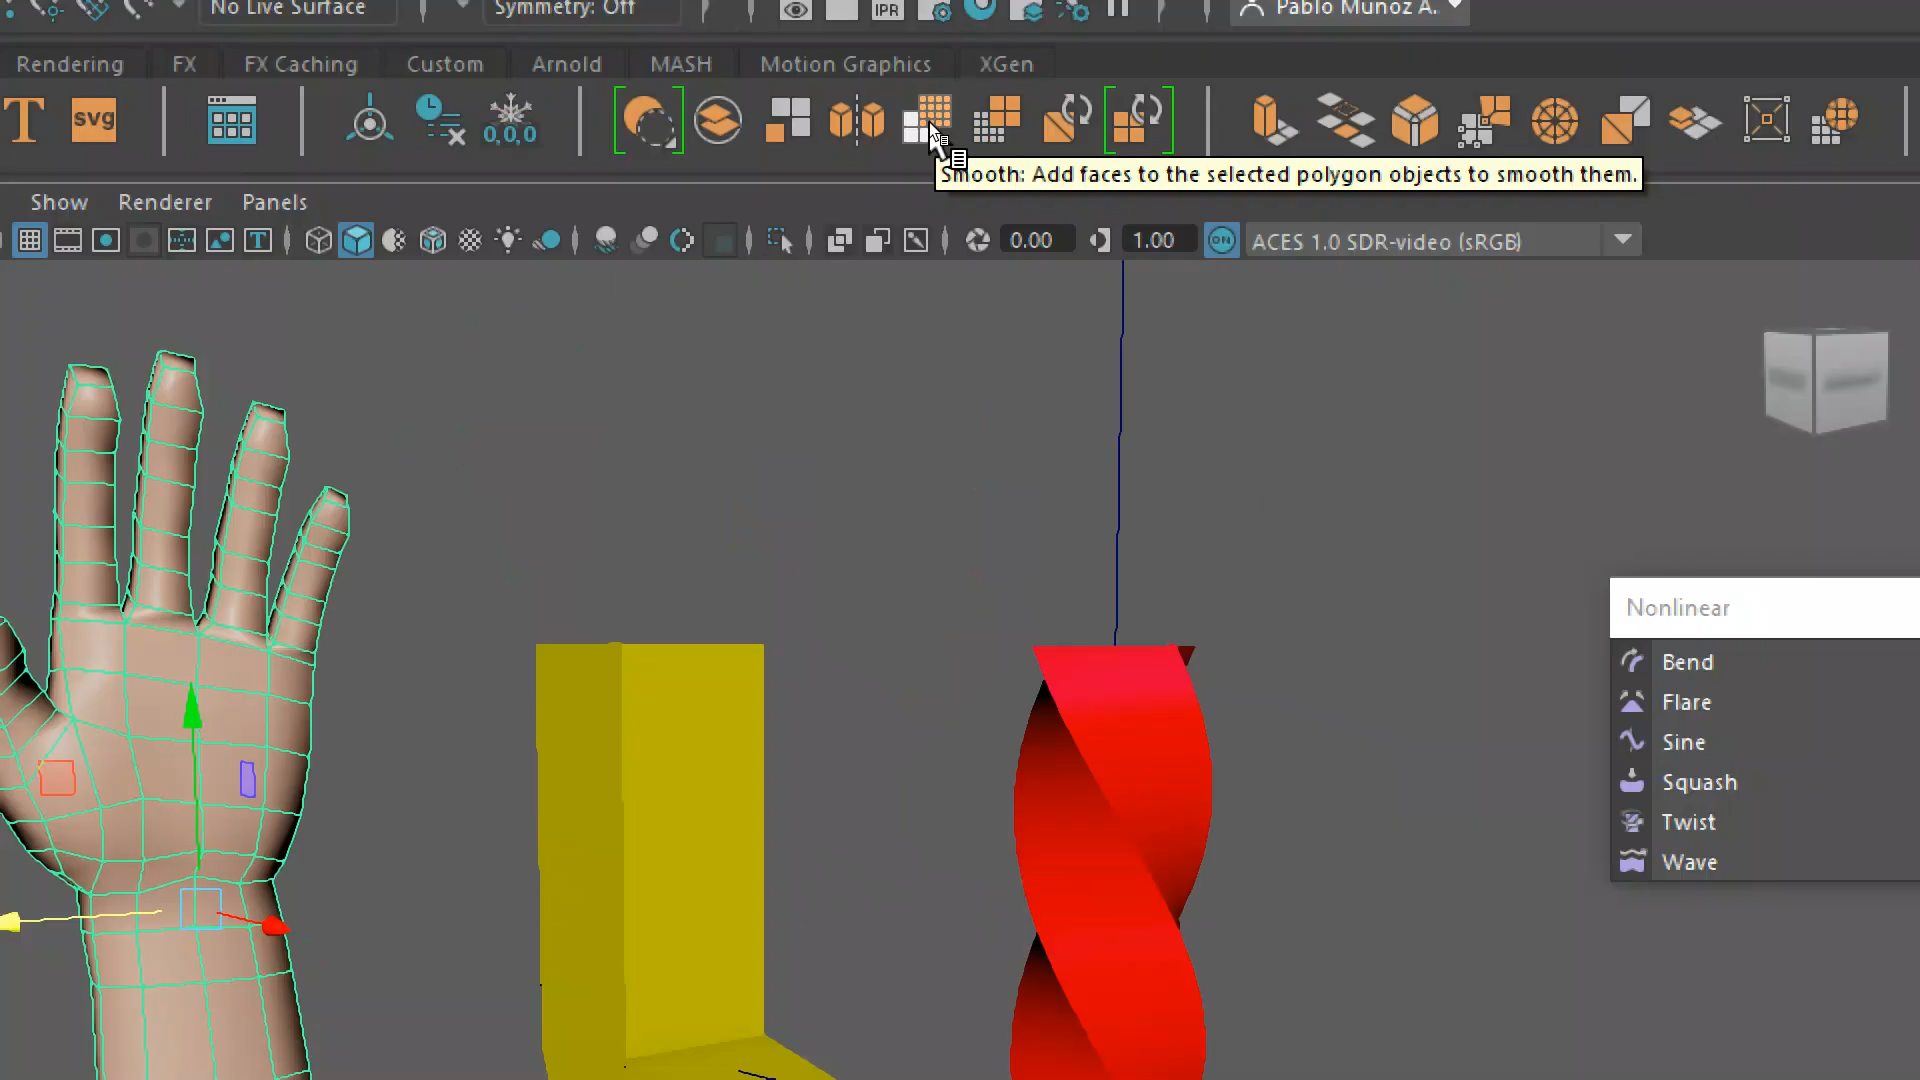 No Live Surface
Symmetry: Off
IPR
Pablo Muñoz A.
Rendering
FX
FX Caching
Custom
Arnold
MASH
Motion Graphics
XGen
T
svg
0,0,0
Smooth: Add faces to the selected polygon objects to smooth them.
Show
Renderer
Panels
T
0.00
1.00
ON
ACES 1.0 SDR-video (sRGB)
Nonlinear
Bend
Flare
Sine
Squash
Twist
Wave